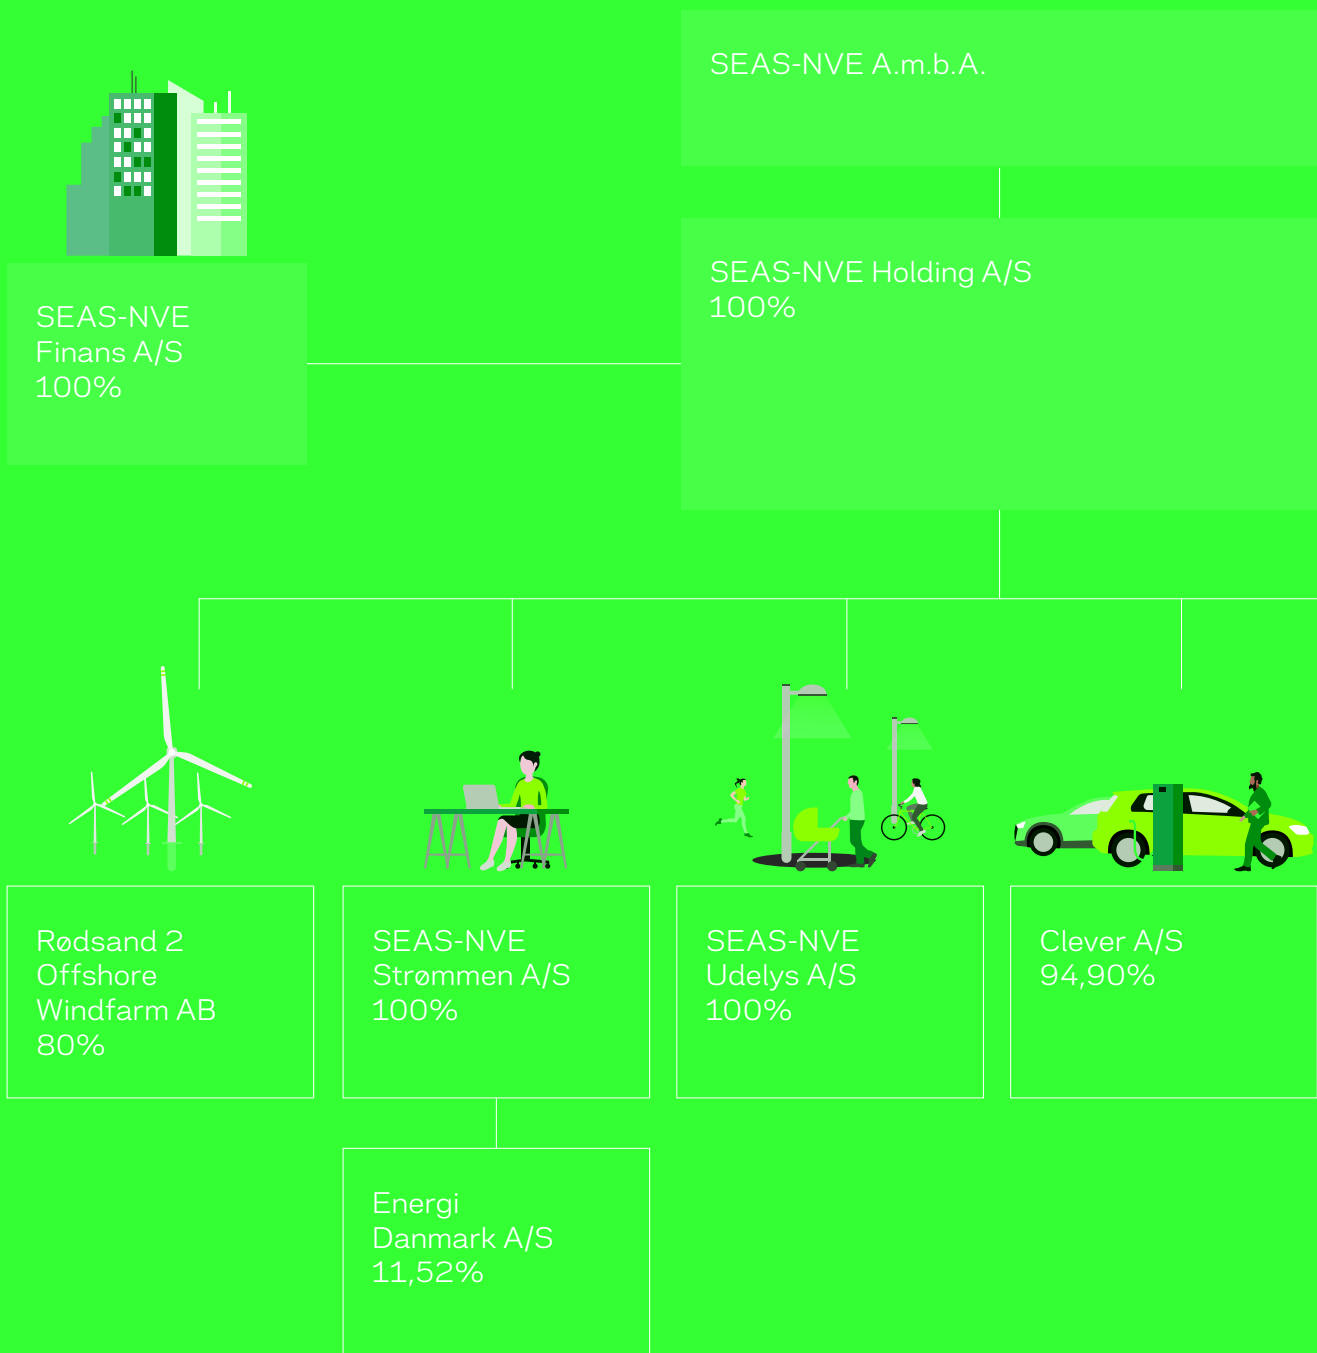 SEAS-NVE A.m.b.A.
SEAS-NVE Holding A/S
100%
SEAS-NVE
Finans A/S
100%
Rødsand 2
Offshore
Windfarm AB
80%
SEAS-NVE
Strømmen A/S
100%
SEAS-NVE
Udelys A/S
100%
Clever A/S
94,90%
Energi
Danmark A/S
11,52%